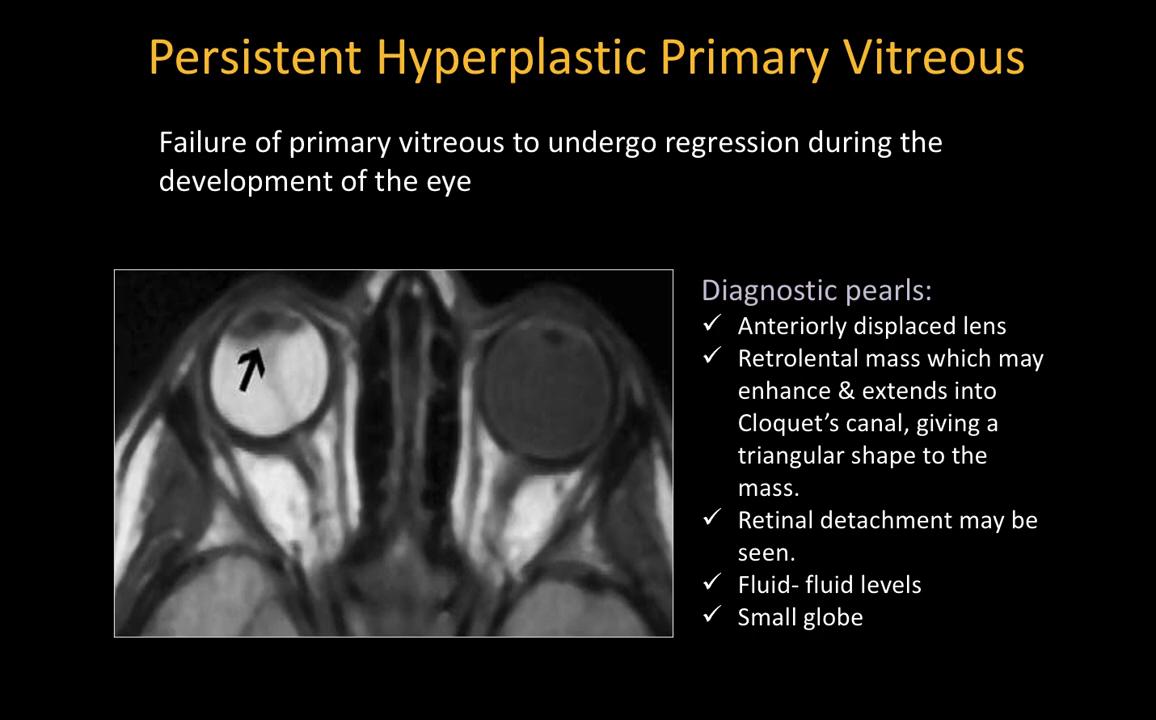 Persistent Hyperplastic Primary Vitreous
Failure of primary vitreous to undergo regression during the
development of the eye
Diagnostic pearls:
✓ Anteriorly displaced lens
✓ Retrolental mass which may
enhance & extends into
Cloquet’s canal, giving a
triangular shape to the
mass.
✓ Retinal detachment may be
seen.
✓ Fluid- fluid levels
✓ Small globe